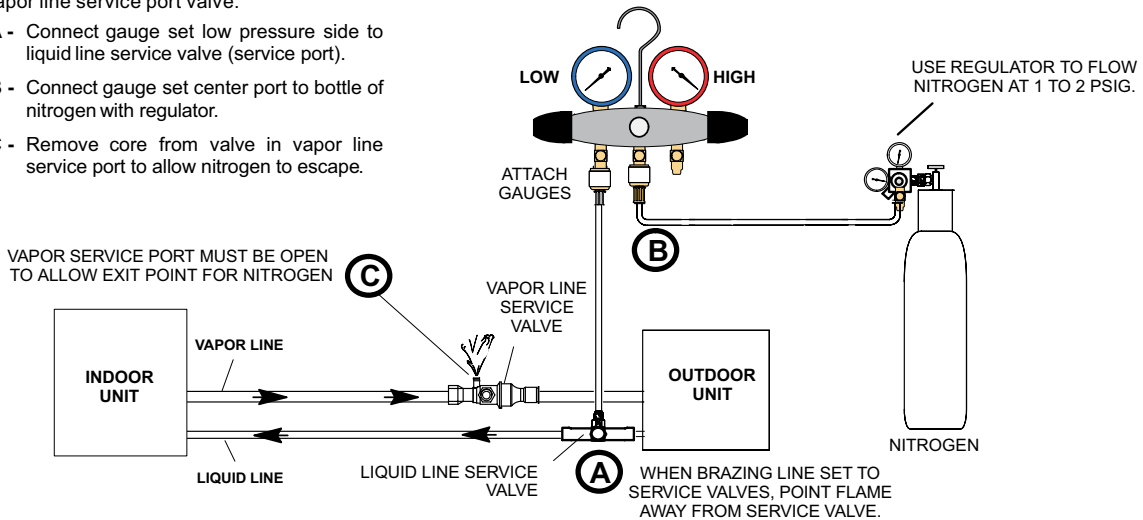 vapor line service port valve.
- Connect gauge set low pressure side to
liquid line service valve (service port).
- Connect gauge set center port to bottle of
nitrogen with regulator.
- Remove core from valve in vapor line
service port to allow nitrogen to escape.
LOW
HIGH
USE REGULATOR TO FLOW
NITROGEN AT 1 TO 2 PSIG.
ATTACH
GAUGES
B
VAPOR SERVICE PORT MUST BE OPEN
TO ALLOW EXIT POINT FOR NITROGEN
C
VAPOR LINE
SERVICE
VALVE
VAPOR LINE
INDOOR
UNIT
OUTDOOR
UNIT
NITROGEN
LIQUID LINE
LIQUID LINE SERVICE
VALVE
A
WHEN BRAZING LINE SET TO
SERVICE VALVES, POINT FLAME
AWAY FROM SERVICE VALVE.